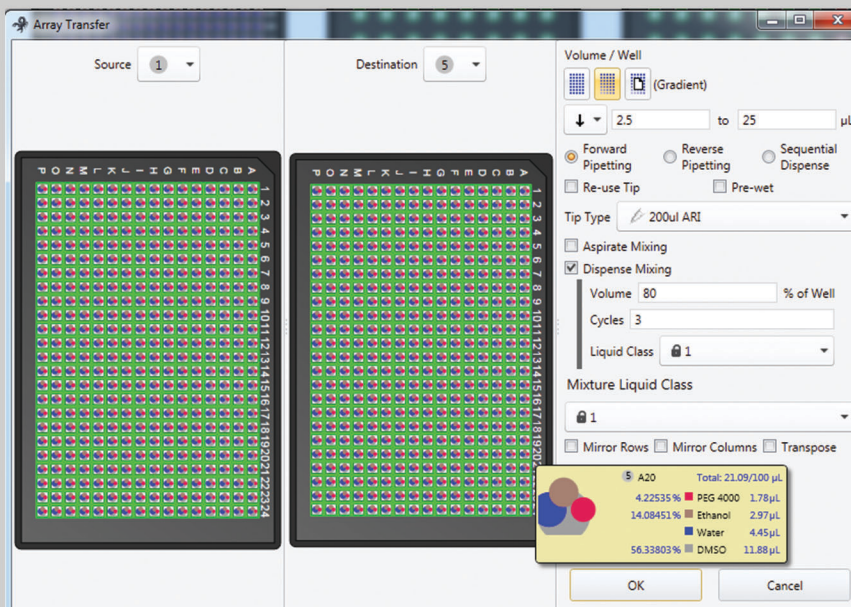 Array Transfer
Source 1
Destination 5
P O N M L K J I H G F E D C B A
1
2
3
4
5
6
7
8
9
10
11
12
13
14
15
16
17
18
19
20
21
22
23
24
P O N M L K J I H G F E D C B A
1
2
3
4
5
6
7
8
9
10
11
12
13
14
15
16
17
18
19
20
Volume / Well
(Gradient)
2.5 to 25 µL
Forward Pipetting
Reverse Pipetting
Sequential Dispense
Re-use Tip Pre-wet
Tip Type 200ul ARI
Aspirate Mixing
Dispense Mixing
Volume 80 % of Well
Cycles 3
Liquid Class 1
Mixture Liquid Class
1
Mirror Rows Mirror Columns Transpose
5 A20 Total: 21.09/100 µL
4.22535% PEG 4000 1.78µL
14.08451% Ethanol 2.97µL
Water 4.45µL
56.33803% DMSO 11.88µL
OK Cancel